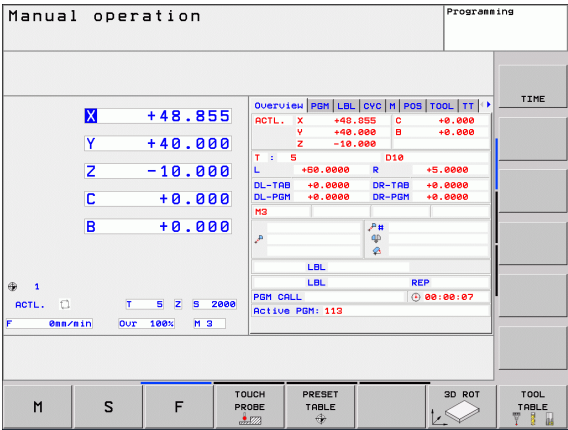 Manual operation
Programming
TIME
X +48.855
Y +40.000
Z -10.000
C +0.000
B +0.000
1
ACTL. T 5 Z S 2000
F 0mm/min Ovr 100% M 3
Overview PGM LBL CYC M POS TOOL TT
ACTL. X +48.855 C +0.000
Y +40.000 B +0.000
Z -10.000
T : 5 D10
L +60.0000 R +5.0000
DL-TAB +0.0000 DR-TAB +0.0000
DL-PGM +0.0000 DR-PGM +0.0000
M3
#
LBL
LBL REP
PGM CALL 00:00:07
Active PGM: 113
M
S
F
TOUCH
PROBE
PRESET
TABLE
3D ROT
TOOL
TABLE